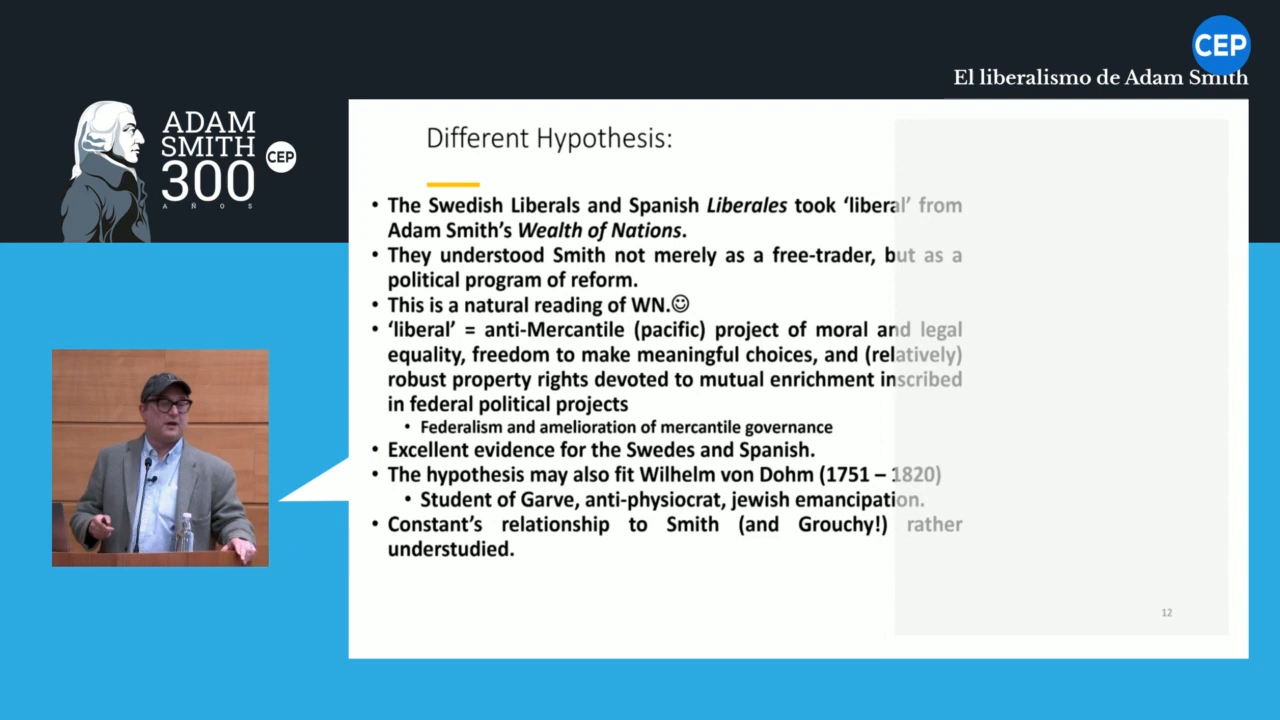 CEP
El liberalismo de Adam Smith
ADAM
SMITH
300
AÑOS
CEP
Different Hypothesis:
• The Swedish Liberals and Spanish Liberales took ‘liberal’ from
Adam Smith’s Wealth of Nations.
• They understood Smith not merely as a free-trader, but as a
political program of reform.
• This is a natural reading of WN.☺
• ‘liberal’ = anti-Mercantile (pacific) project of moral and legal
equality, freedom to make meaningful choices, and (relatively)
robust property rights devoted to mutual enrichment inscribed
in federal political projects
• Federalism and amelioration of mercantile governance
• Excellent evidence for the Swedes and Spanish.
• The hypothesis may also fit Wilhelm von Dohm (1751 – 1820)
• Student of Garve, anti-physiocrat, jewish emancipation.
• Constant’s relationship to Smith (and Grouchy!) rather
understudied.
12